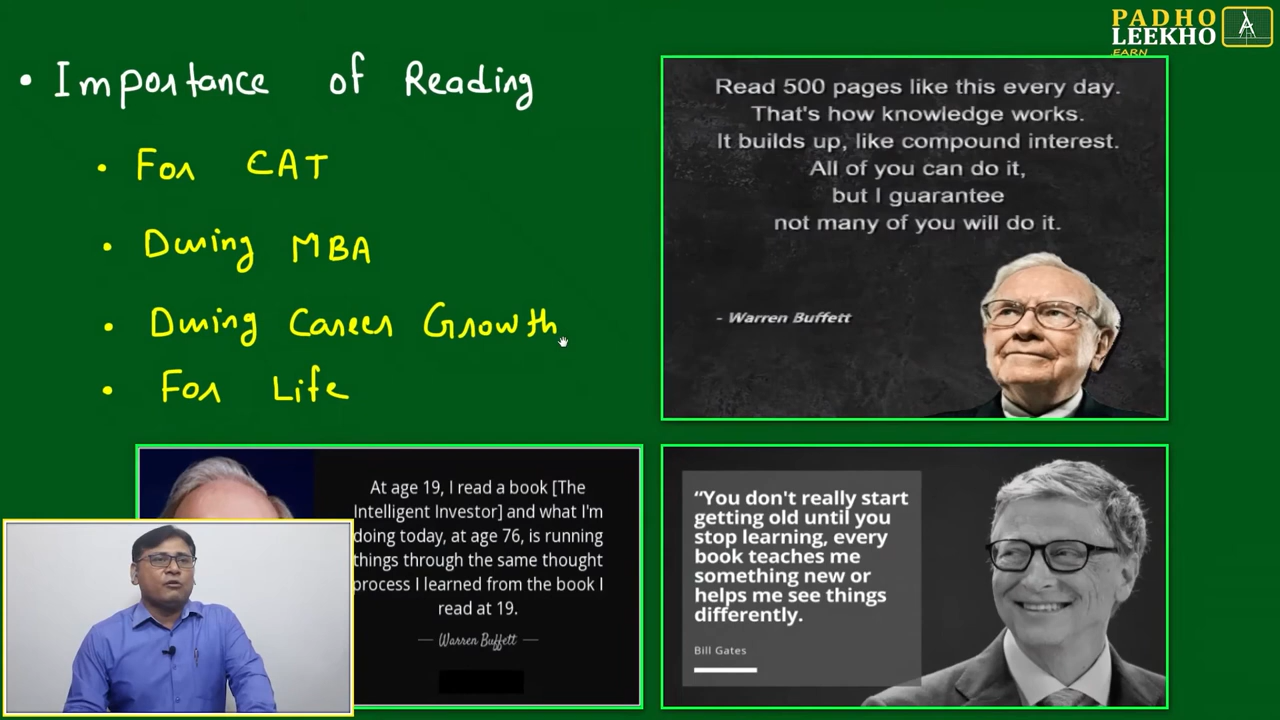 PADHO
LEEKHO
EARN
• Importance of Reading
• For CAT
• During MBA
• During Career Growth
• For Life
Read 500 pages like this every day.
That's how knowledge works.
It builds up, like compound interest.
All of you can do it,
but I guarantee
not many of you will do it.
- Warren Buffett
At age 19, I read a book [The
Intelligent Investor] and what I'm
doing today, at age 76, is running
things through the same thought
process I learned from the book I
read at 19.
— Warren Buffett —
“You don't really start
getting old until you
stop learning, every
book teaches me
something new or
helps me see things
differently.
Bill Gates